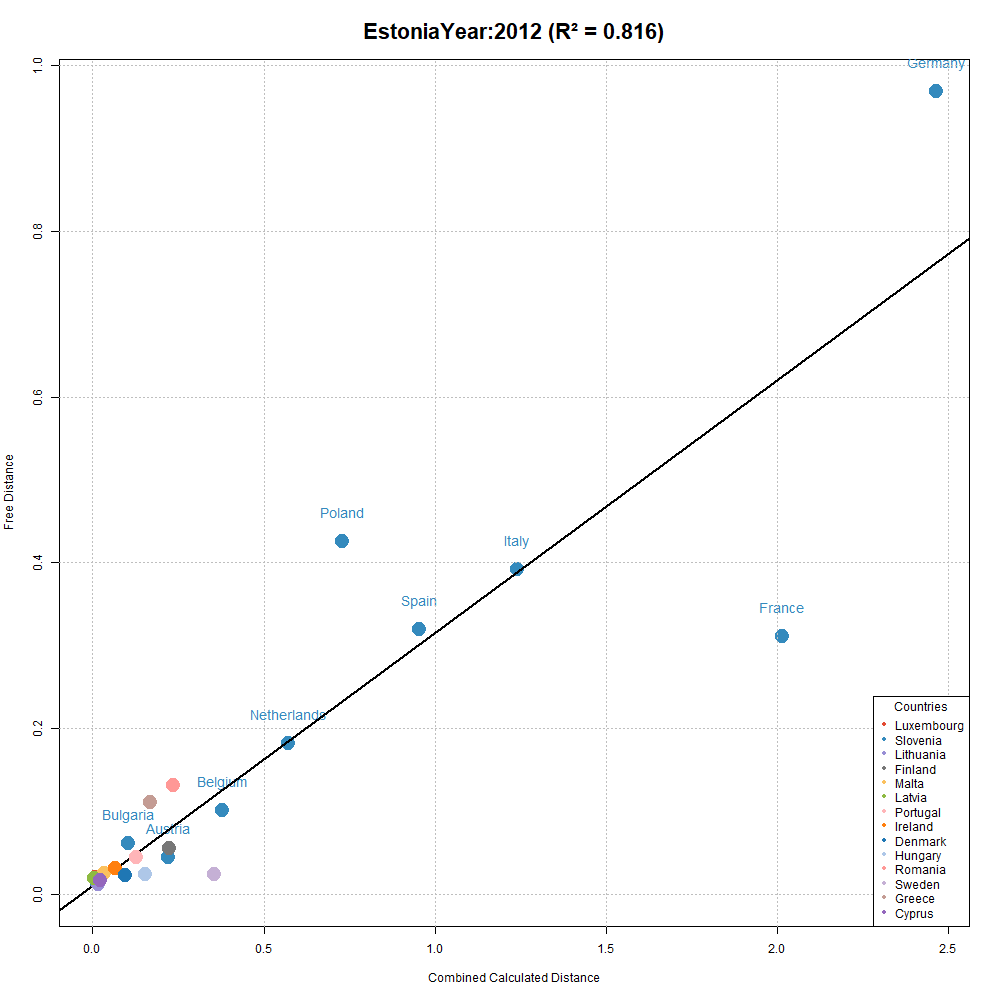 EstoniaYear:2012 (R² = 0.816)
Germany
Poland
Italy
Spain
France
Netherlands
Belgium
Bulgaria
Austria
Free Distance
1.0
0.8
0.6
0.4
0.2
0.0
0.0 0.5 1.0 1.5 2.0 2.5
Combined Calculated Distance
Countries
Luxembourg
Slovenia
Lithuania
Finland
Malta
Latvia
Portugal
Ireland
Denmark
Hungary
Romania
Sweden
Greece
Cyprus